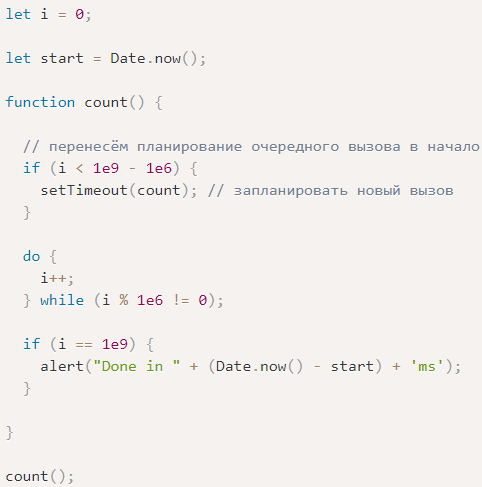 let i = 0;

let start = Date.now();

function count() {

  // перенесём планирование очередного вызова в начало
  if (i < 1e9 - 1e6) {
    setTimeout(count); // запланировать новый вызов
  }

  do {
    i++;
  } while (i % 1e6 != 0);

  if (i == 1e9) {
    alert("Done in " + (Date.now() - start) + 'ms');
  }

}

count();